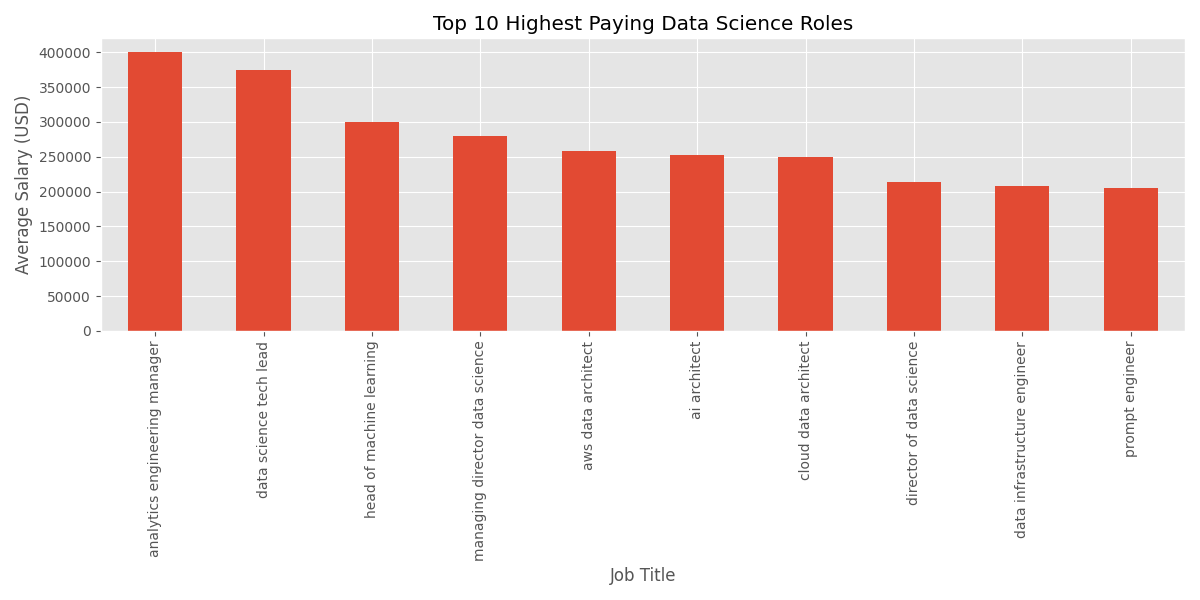 Top 10 Highest Paying Data Science Roles
Average Salary (USD)
400000
350000
300000
250000
200000
150000
100000
50000
0
analytics engineering manager
data science tech lead
head of machine learning
managing director data science
aws data architect
ai architect
cloud data architect
director of data science
data infrastructure engineer
prompt engineer
Job Title